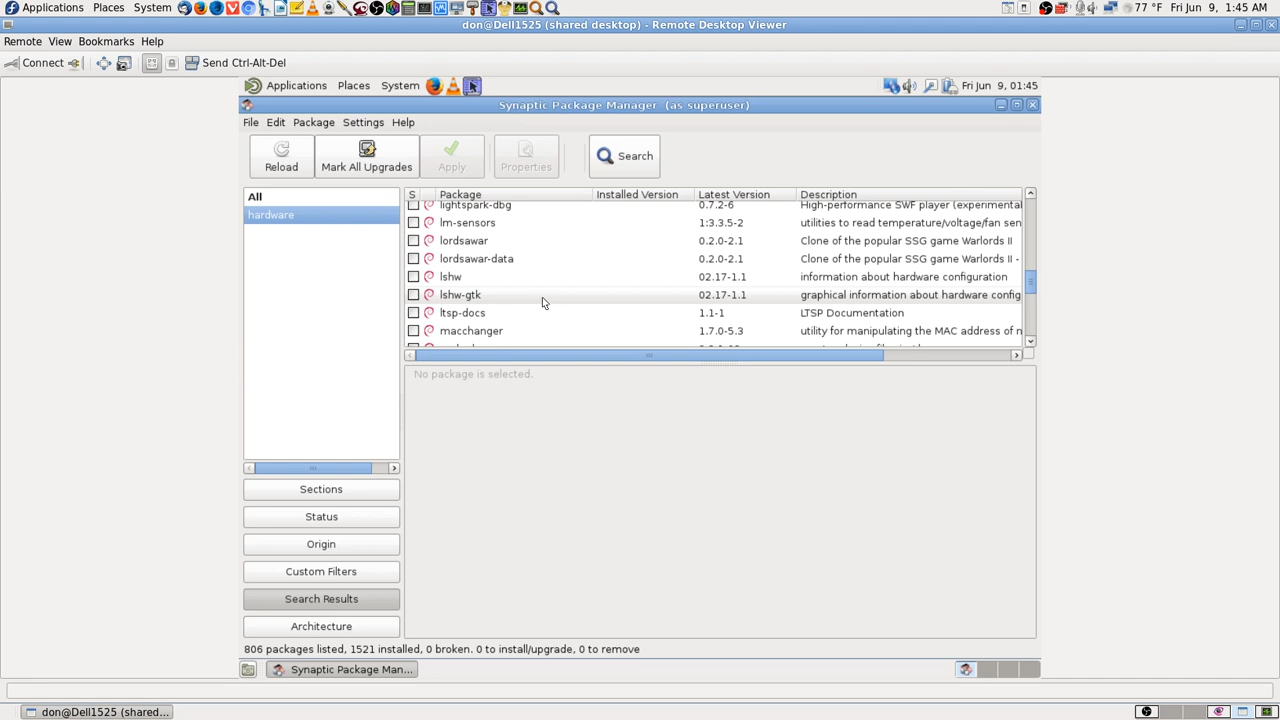 Applications Places System 77 °F Fri Jun 9, 1:45 AM
don@Dell1525 (shared desktop) - Remote Desktop Viewer
Remote View Bookmarks Help
Connect Send Ctrl-Alt-Del
Applications Places System Fri Jun 9, 01:45
Synaptic Package Manager (as superuser)
File Edit Package Settings Help
Reload Mark All Upgrades Apply Properties Search
All
hardware
S Package Installed Version Latest Version Description
lightspark-dbg 0.7.2-6 High-performance SWF player (experimental
lm-sensors 1:3.3.5-2 utilities to read temperature/voltage/fan sen
lordsawar 0.2.0-2.1 Clone of the popular SSG game Warlords II
lordsawar-data 0.2.0-2.1 Clone of the popular SSG game Warlords II -
lshw 02.17-1.1 information about hardware configuration
lshw-gtk 02.17-1.1 graphical information about hardware config
ltsp-docs 1.1-1 LTSP Documentation
macchanger 1.7.0-5.3 utility for manipulating the MAC address of n
No package is selected.
Sections
Status
Origin
Custom Filters
Search Results
Architecture
806 packages listed, 1521 installed, 0 broken. 0 to install/upgrade, 0 to remove
Synaptic Package Man...
don@Dell1525 (shared...